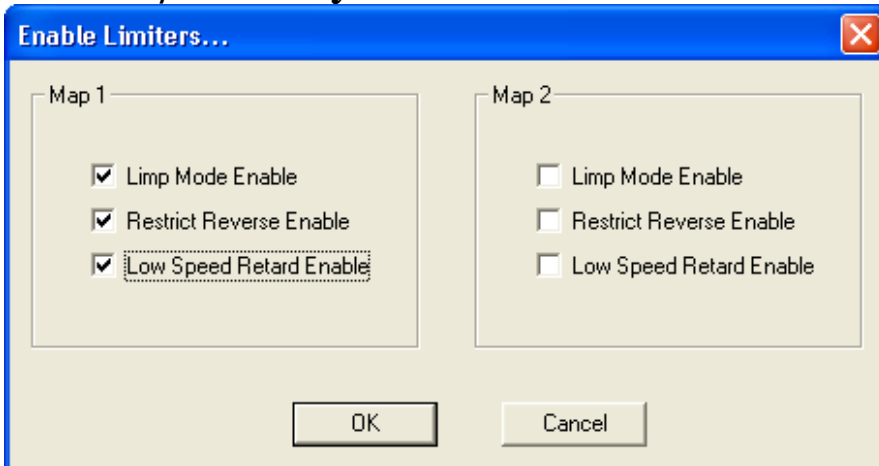 Enable Limiters...
Map 1
Limp Mode Enable
Restrict Reverse Enable
Low Speed Retard Enable
Map 2
Limp Mode Enable
Restrict Reverse Enable
Low Speed Retard Enable
OK
Cancel